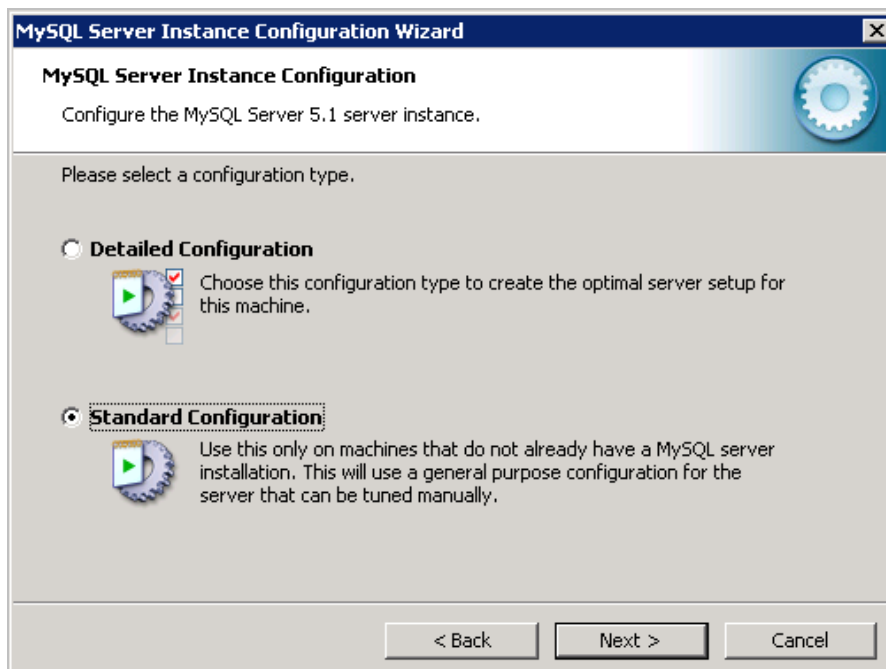 MySQL Server Instance Configuration Wizard
MySQL Server Instance Configuration
Configure the MySQL Server 5.1 server instance.
Please select a configuration type.
Detailed Configuration
Choose this configuration type to create the optimal server setup for
this machine.
Standard Configuration
Use this only on machines that do not already have a MySQL server
installation. This will use a general purpose configuration for the
server that can be tuned manually.
< Back Next > Cancel